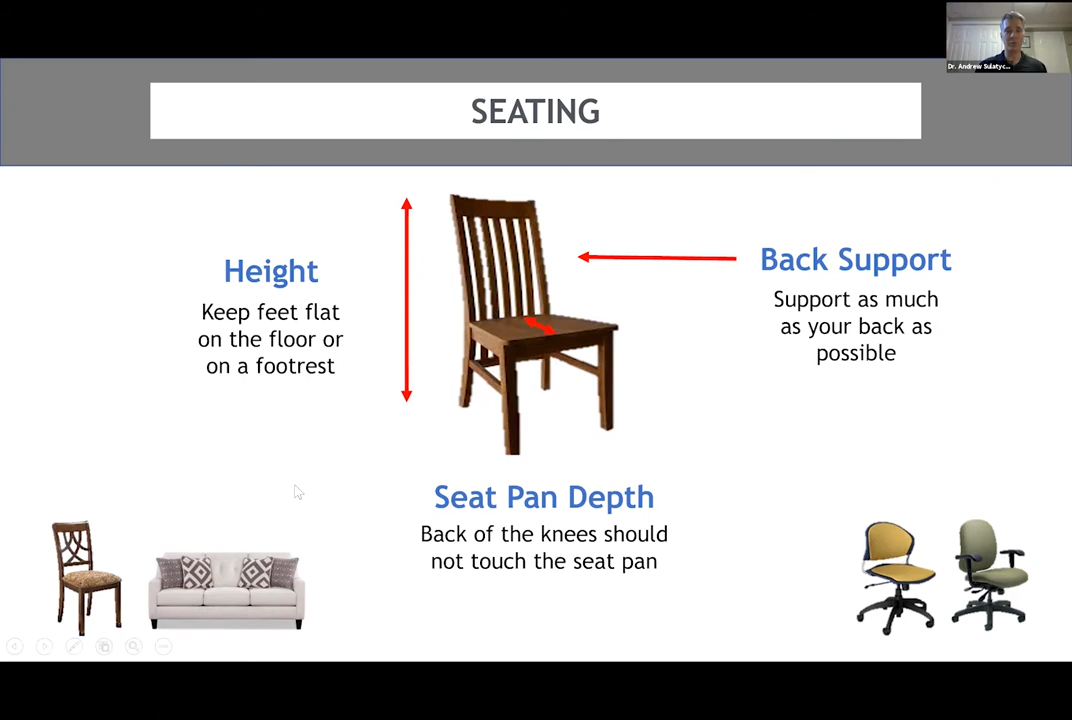 Dr. Andrew Sulatyc...
SEATING
Height
Keep feet flat
on the floor or
on a footrest
Back Support
Support as much
as your back as
possible
Seat Pan Depth
Back of the knees should
not touch the seat pan